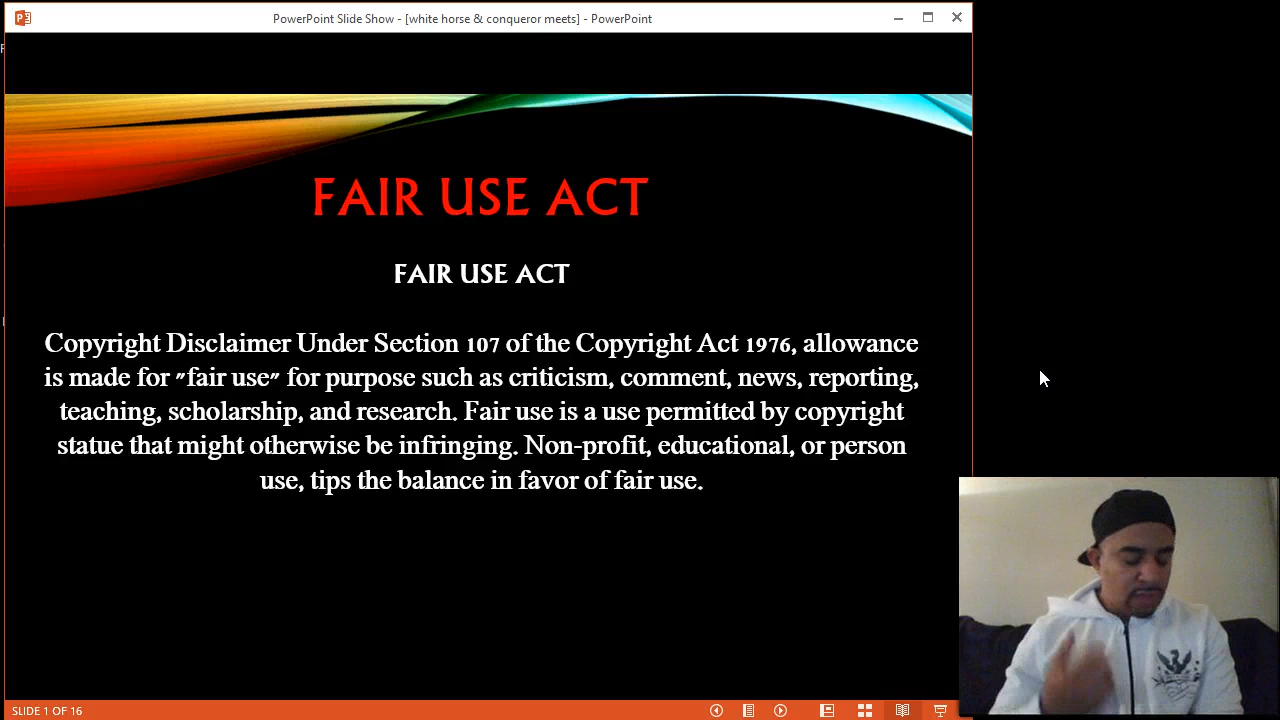 PowerPoint Slide Show - [white horse & conqueror meets] - PowerPoint
FAIR USE ACT
FAIR USE ACT
Copyright Disclaimer Under Section 107 of the Copyright Act 1976, allowance
is made for "fair use" for purpose such as criticism, comment, news, reporting,
teaching, scholarship, and research. Fair use is a use permitted by copyright
statue that might otherwise be infringing. Non-profit, educational, or person
use, tips the balance in favor of fair use.
SLIDE 1 OF 16